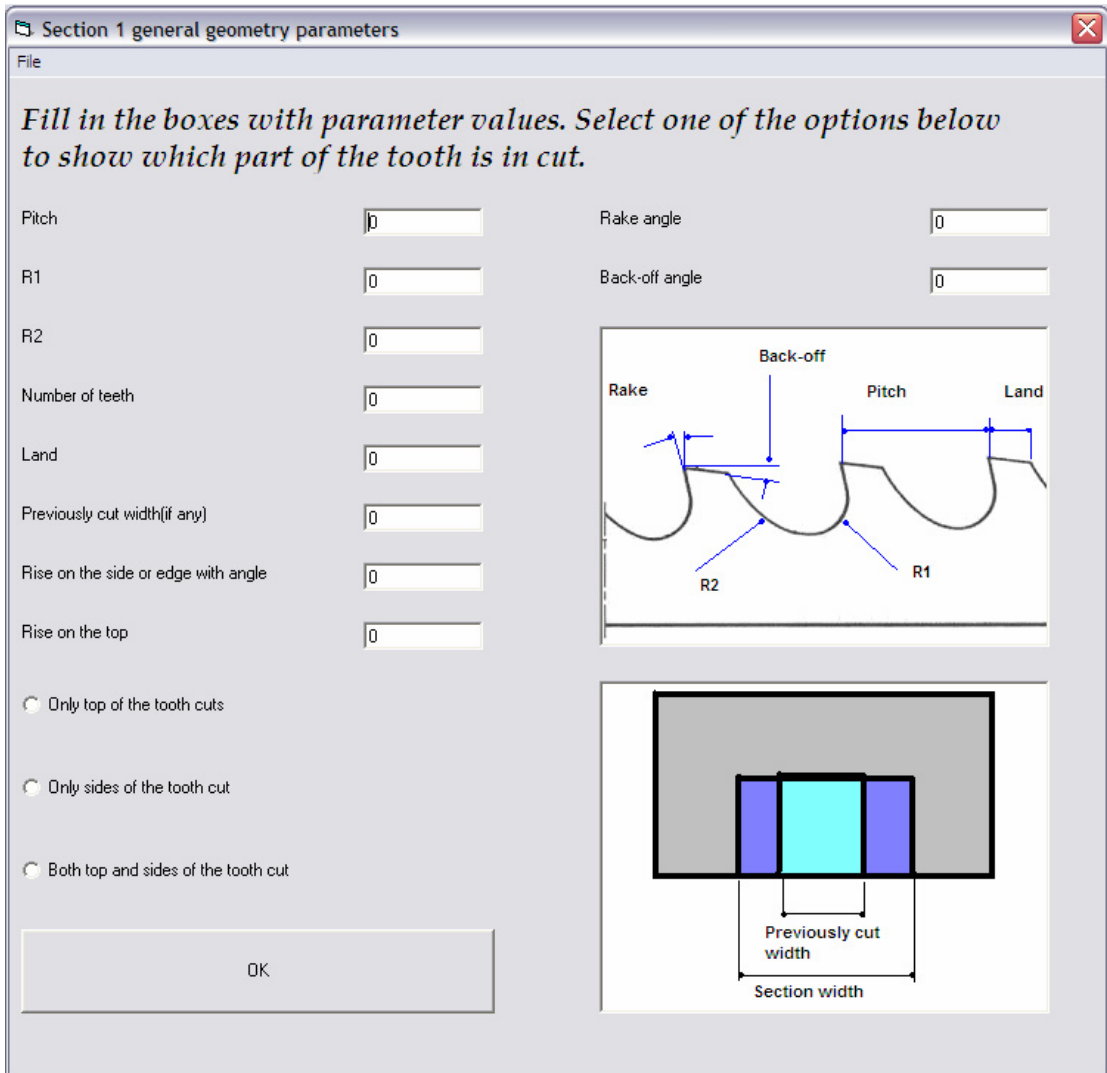 Section 1 general geometry parameters
File
Fill in the boxes with parameter values. Select one of the options below
to show which part of the tooth is in cut.
Pitch 0
Rake angle 0
R1 0
Back-off angle 0
R2 0
Number of teeth 0
Land 0
Previously cut width(if any) 0
Rise on the side or edge with angle 0
Rise on the top 0
Back-off
Rake
Pitch
Land
R2
R1
Only top of the tooth cuts
Only sides of the tooth cut
Both top and sides of the tooth cut
OK
Previously cut
width
Section width